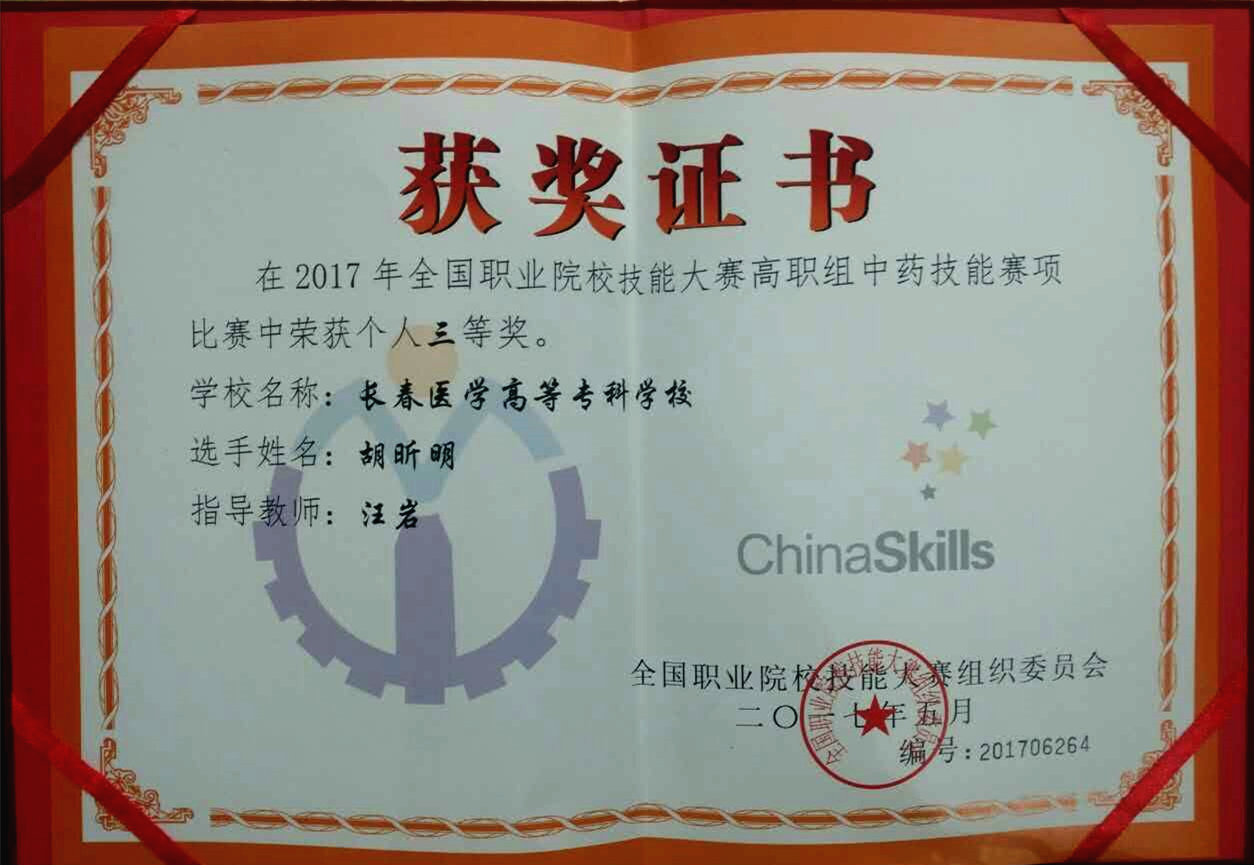 获奖证书
在2017年全国职业院校技能大赛高职组中药技能赛项
比赛中荣获个人三等奖。
学校名称：长春医学高等专科学校
选手姓名：胡昕明
指导教师：汪岩
ChinaSkills
全国职业院校技能大赛组织委员会
二〇一七年五月
编号：201706264